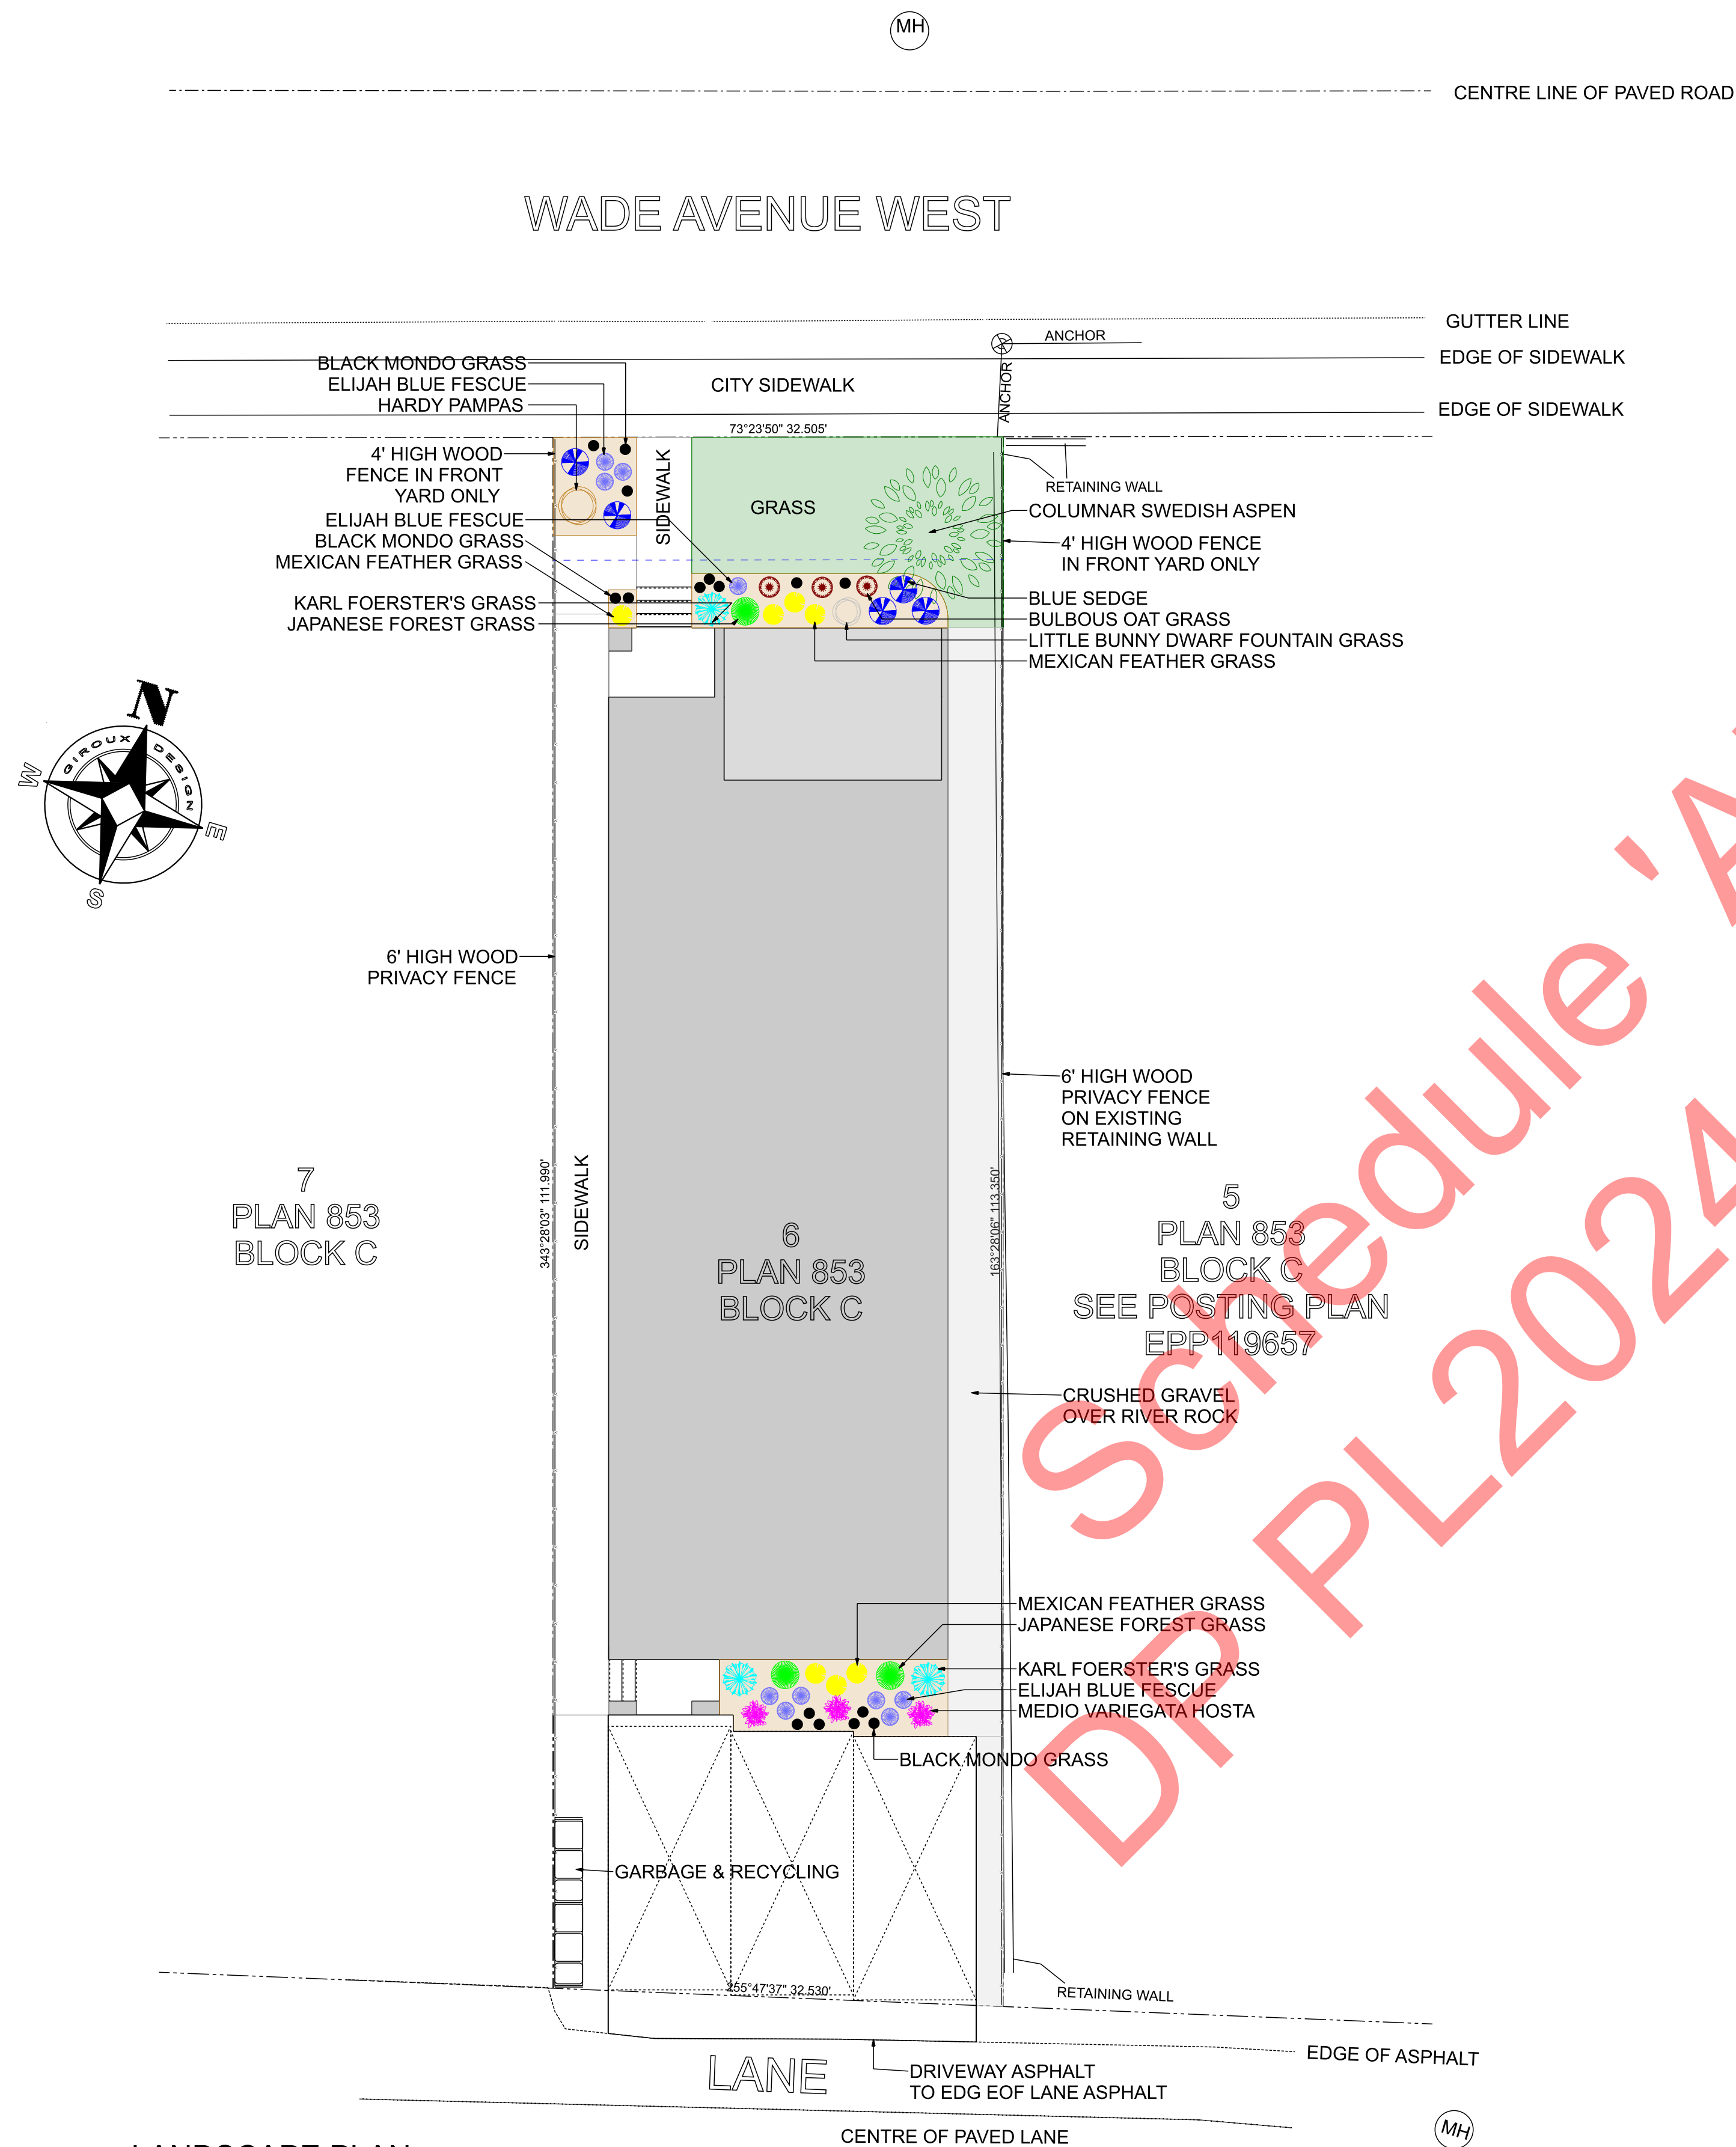 MH
CENTRE LINE OF PAVED ROAD
WADE AVENUE WEST
GUTTER LINE
ANCHOR
EDGE OF SIDEWALK
ANCHOR
BLACK MONDO GRASS
ELIJAH BLUE FESCUE
HARDY PAMPAS
CITY SIDEWALK
EDGE OF SIDEWALK
73°23'50" 32.505'
4' HIGH WOOD
FENCE IN FRONT
YARD ONLY
SIDEWALK
GRASS
RETAINING WALL
COLUMNAR SWEDISH ASPEN
4' HIGH WOOD FENCE
IN FRONT YARD ONLY
ELIJAH BLUE FESCUE
BLACK MONDO GRASS
MEXICAN FEATHER GRASS
KARL FOERSTER'S GRASS
JAPANESE FOREST GRASS
BLUE SEDGE
BULBOUS OAT GRASS
LITTLE BUNNY DWARF FOUNTAIN GRASS
MEXICAN FEATHER GRASS
N
GIROUX DESIGN
W
E
S
6' HIGH WOOD
PRIVACY FENCE
6' HIGH WOOD
PRIVACY FENCE
ON EXISTING
RETAINING WALL
7
PLAN 853
BLOCK C
343°28'03" 111.990'
SIDEWALK
6
PLAN 853
BLOCK C
163°28'06" 113.350'
5
PLAN 853
BLOCK C
SEE POSTING PLAN
EPP119657
CRUSHED GRAVEL
OVER RIVER ROCK
Schedule 'A
DP PL2024
MEXICAN FEATHER GRASS
JAPANESE FOREST GRASS
KARL FOERSTER'S GRASS
ELIJAH BLUE FESCUE
MEDIO VARIEGATA HOSTA
BLACK MONDO GRASS
GARBAGE & RECYCLING
255°47'37" 32.530'
RETAINING WALL
EDGE OF ASPHALT
LANE
DRIVEWAY ASPHALT
TO EDG EOF LANE ASPHALT
MH
CENTRE OF PAVED LANE
LANDSCAPE PLAN